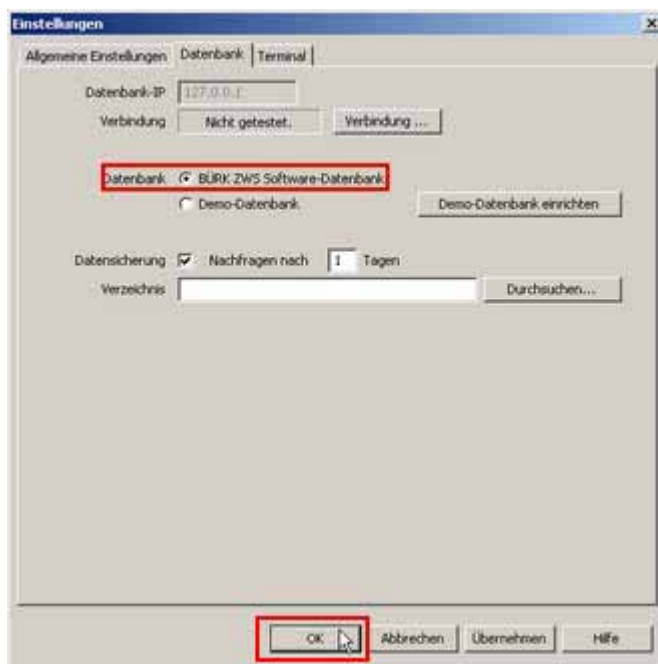 Einstellungen
Allgemeine Einstellungen Datenbank Terminal
Datenbank-IP 127.0.0.1
Verbindung Nicht getestet. Verbindung ...
Datenbank BÜRK ZWS Software-Datenbank
Demo-Datenbank Demo-Datenbank einrichten
Datensicherung Nachfragen nach 1 Tagen
Verzeichnis Durchsuchen...
OK Abbrechen Übernehmen Hilfe